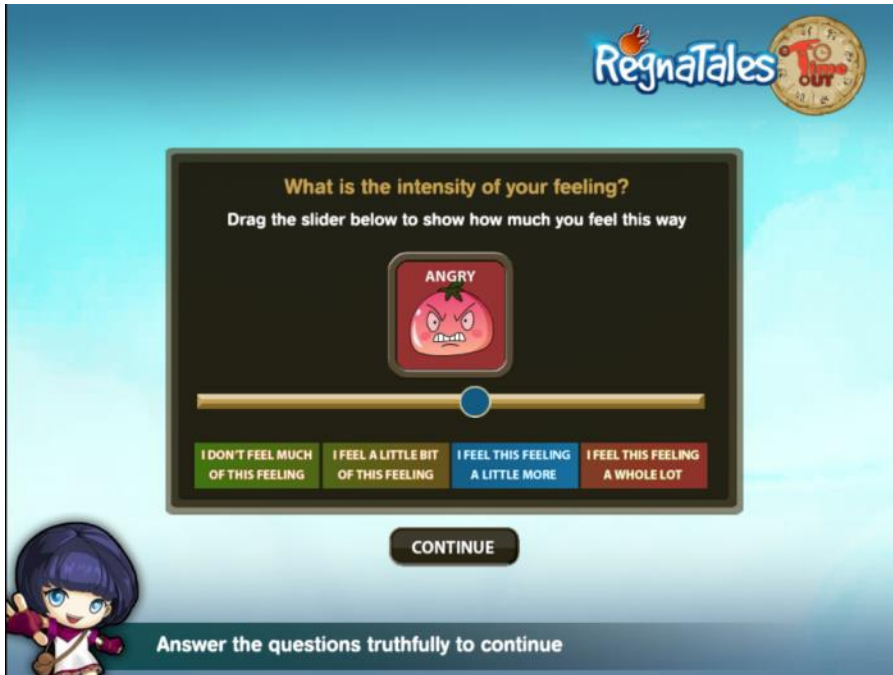 RegnaTales
Time OUT
What is the intensity of your feeling?
Drag the slider below to show how much you feel this way
ANGRY
I DON'T FEEL MUCH
OF THIS FEELING
I FEEL A LITTLE BIT
OF THIS FEELING
I FEEL THIS FEELING
A LITTLE MORE
I FEEL THIS FEELING
A WHOLE LOT
CONTINUE
Answer the questions truthfully to continue